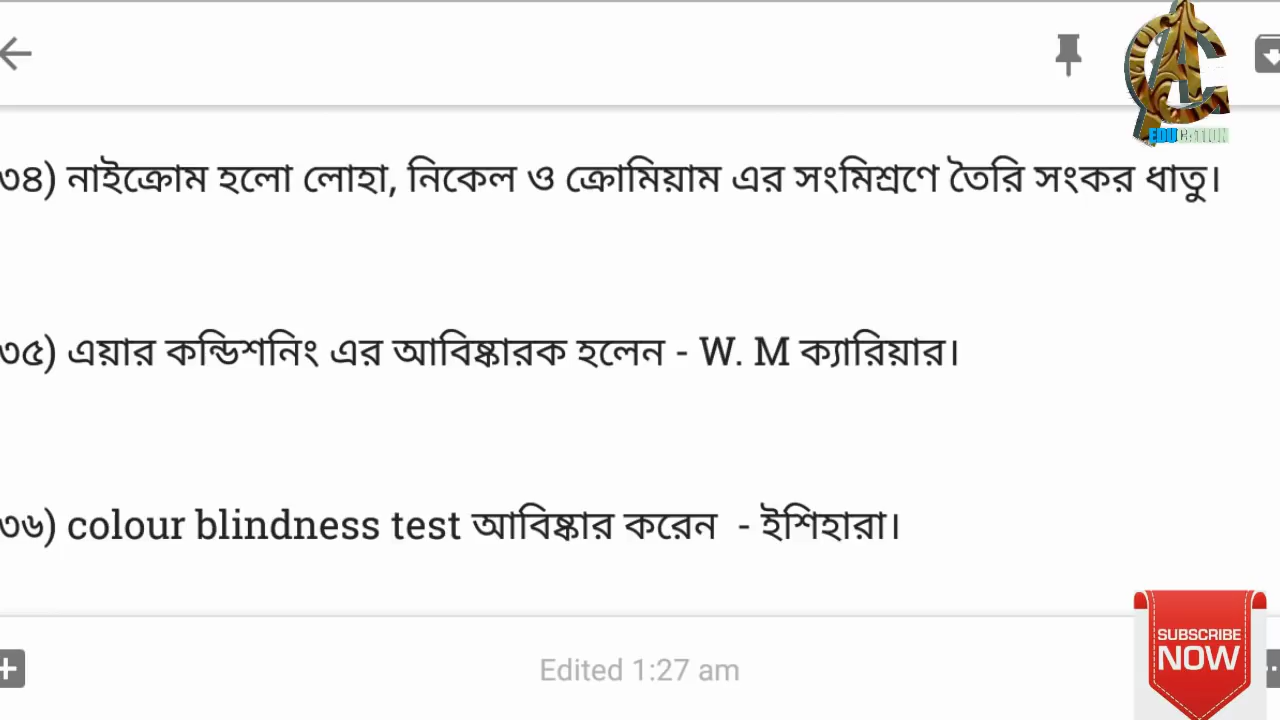 EDUCATION
৩৪) নাইক্রোম হলো লোহা, নিকেল ও ক্রোমিয়াম এর সংমিশ্রণে তৈরি সংকর ধাতু।
৩৫) এয়ার কন্ডিশনিং এর আবিষ্কারক হলেন - W. M ক্যারিয়ার।
৩৬) colour blindness test আবিষ্কার করেন - ইশিহারা।
Edited 1:27 am
SUBSCRIBE
NOW